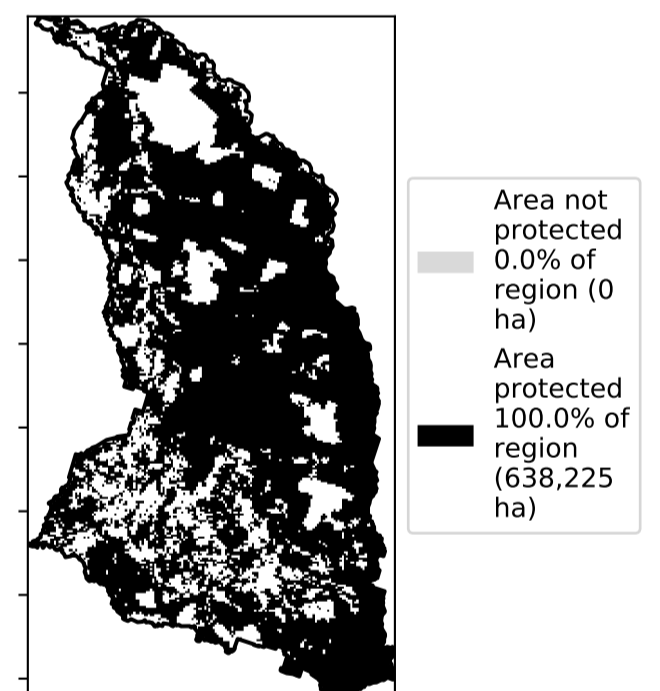 Area not
protected
0.0% of
region (0
ha)
Area
protected
100.0% of
region
(638,225
ha)